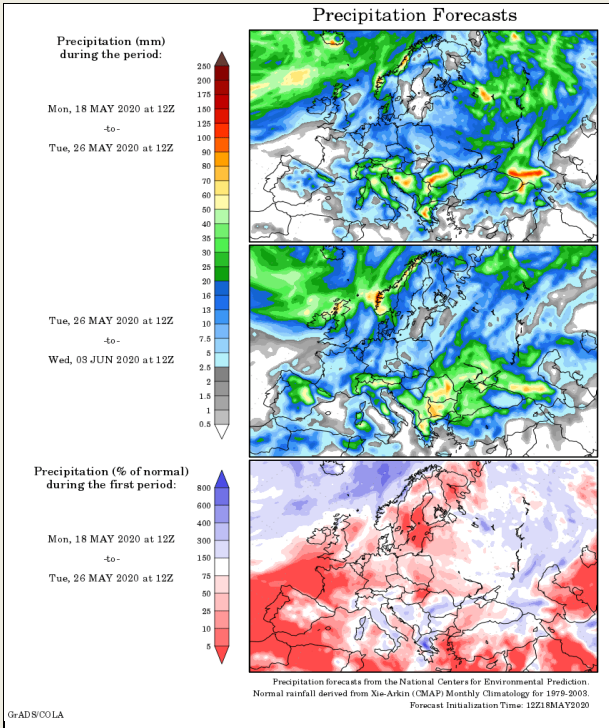 Precipitation Forecasts
Precipitation (mm)
during the period:
Mon, 18 MAY 2020 at 12Z
-to-
Tue, 26 MAY 2020 at 12Z
250
200
175
150
125
100
90
80
70
60
50
40
35
30
25
20
16
13
10
7.5
5
2.5
2
1.5
1
0.5
Tue, 26 MAY 2020 at 12Z
-to-
Wed, 03 JUN 2020 at 12Z
Precipitation (% of normal)
during the first period:
Mon, 18 MAY 2020 at 12Z
-to-
Tue, 26 MAY 2020 at 12Z
800
600
400
300
150
75
50
25
10
5
Precipitation forecasts from the National Centers for Environmental Prediction.
Normal rainfall derived from Xie-Arkin (CMAP) Monthly Climatology for 1979-2003.
Forecast Initialization Time: 12Z18MAY2020
GrADS/COLA